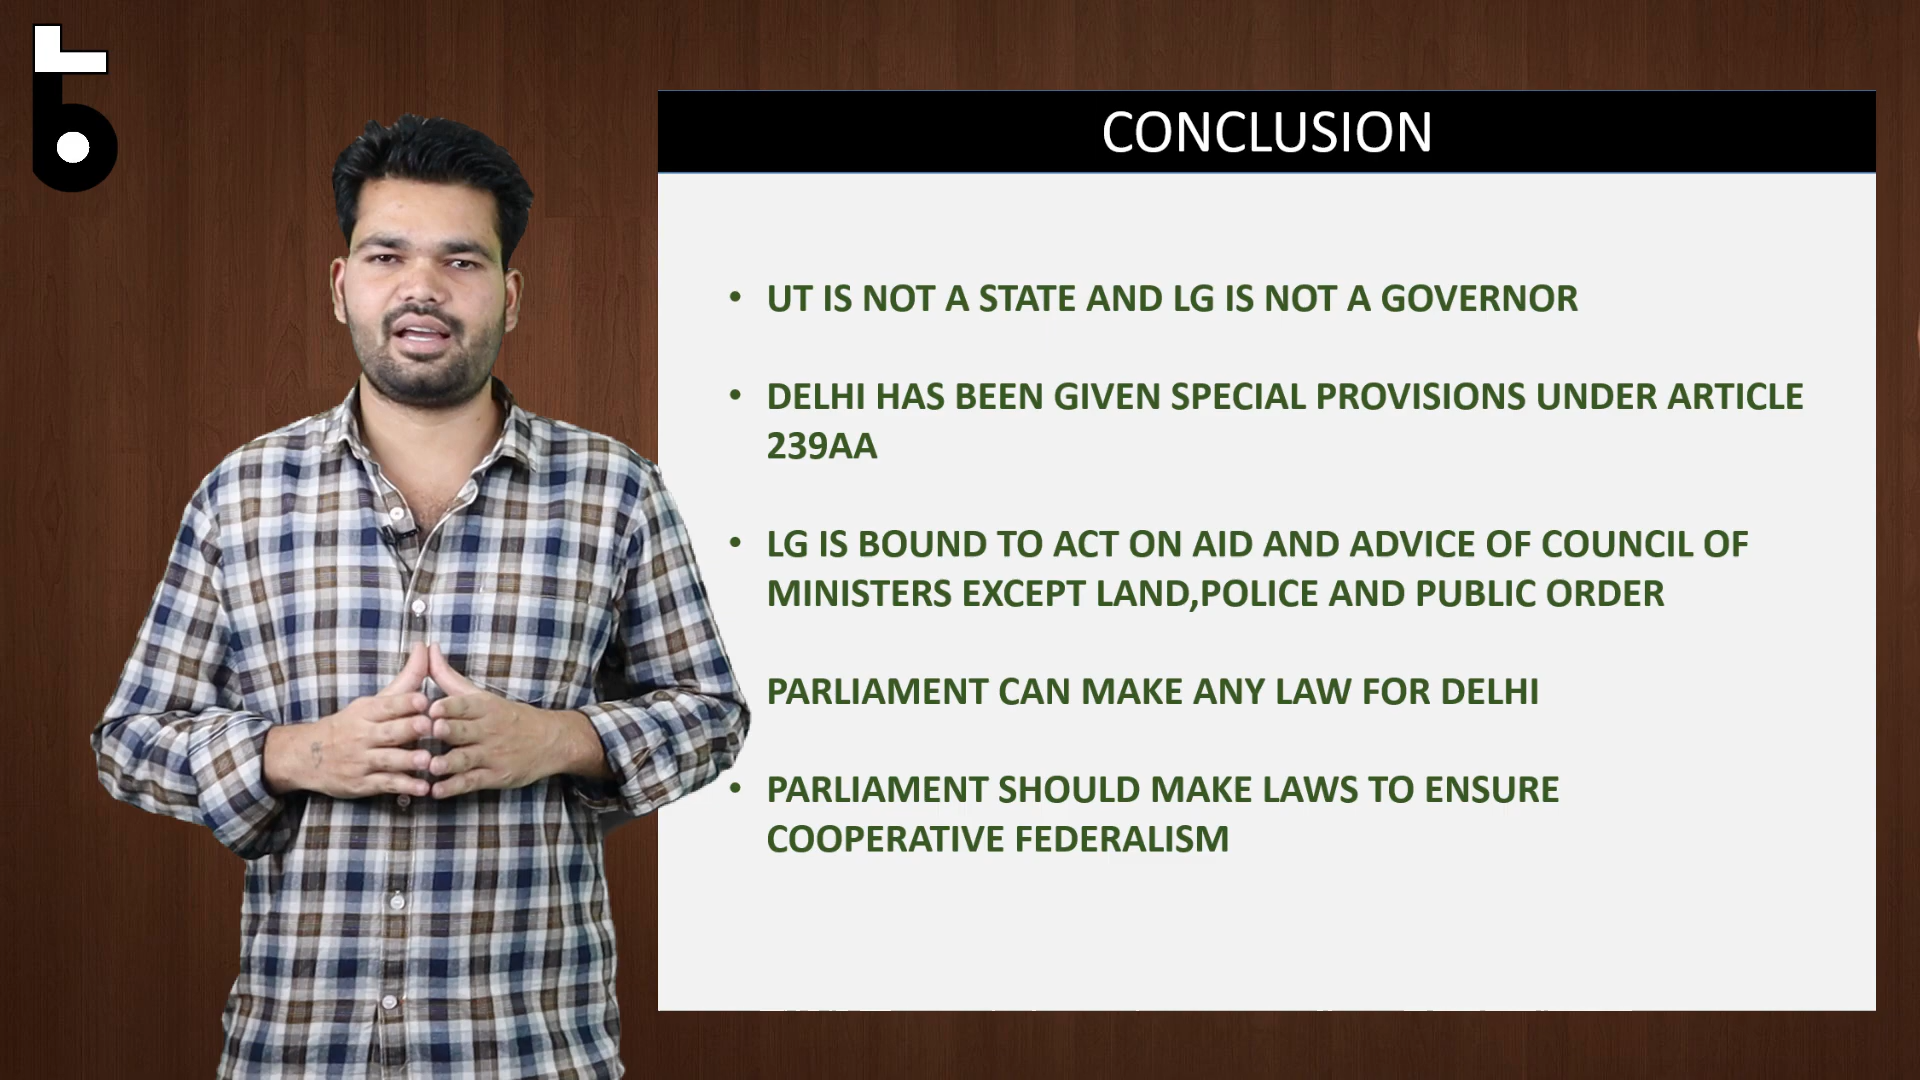 CONCLUSION
• UT IS NOT A STATE AND LG IS NOT A GOVERNOR
• DELHI HAS BEEN GIVEN SPECIAL PROVISIONS UNDER ARTICLE
239AA
• LG IS BOUND TO ACT ON AID AND ADVICE OF COUNCIL OF
MINISTERS EXCEPT LAND,POLICE AND PUBLIC ORDER
PARLIAMENT CAN MAKE ANY LAW FOR DELHI
• PARLIAMENT SHOULD MAKE LAWS TO ENSURE
COOPERATIVE FEDERALISM